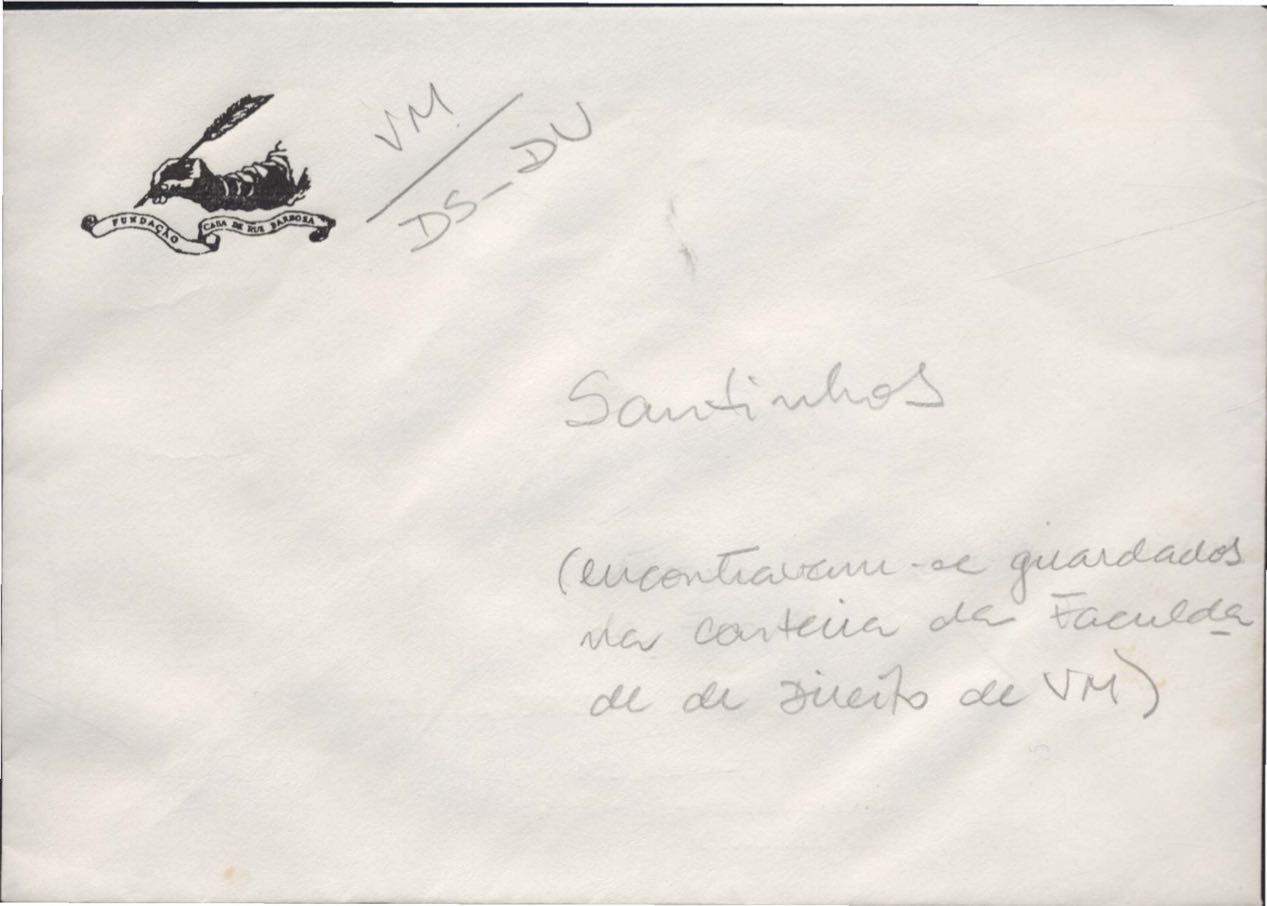 FUNDAÇÃO CASA DE RUI BARBOSA
VM
DS-DU
Santinhos
(encontravam-se guardados
na carteira da Faculda
de de Direito de VM)